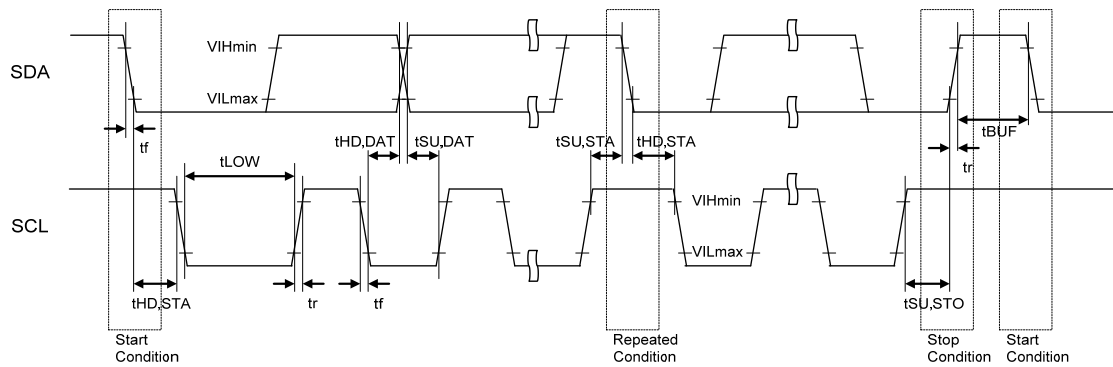 SDA
VIHmin
VILmax
tf
tHD,DAT
tSU,DAT
tSU,STA
tHD,STA
tBUF
tr
tLOW
SCL
VIHmin
VILmax
tHD,STA
tr
tf
tSU,STO
Start
Condition
Repeated
Condition
Stop
Condition
Start
Condition